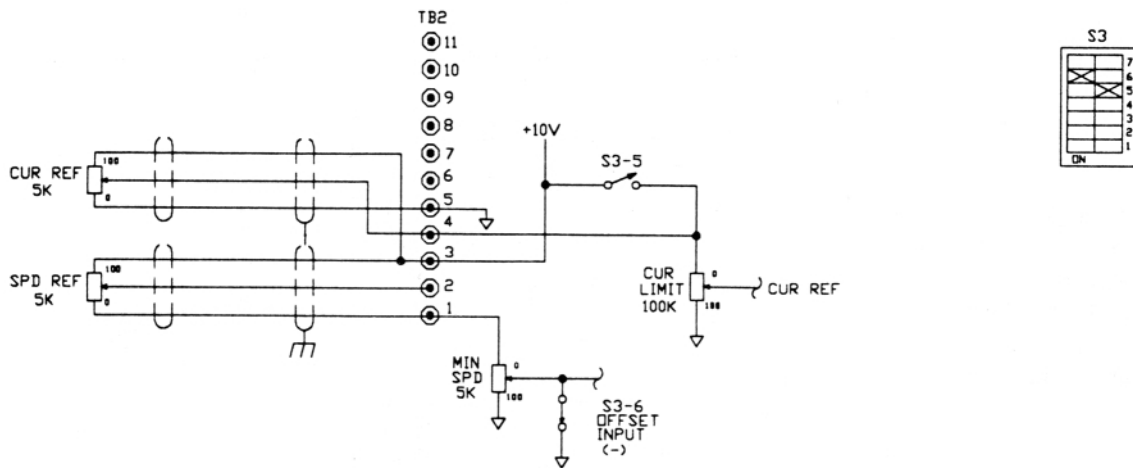 TB2
11
10
9
8
7
6
5
4
3
2
1
CUR REF
5K
100
0
SPD REF
5K
100
0
+10V
S3-5
CUR
LIMIT
100K
0
100
CUR REF
MIN
SPD
5K
0
100
S3-6
OFFSET
INPUT
(-)
S3
7
6
5
4
3
2
1
ON